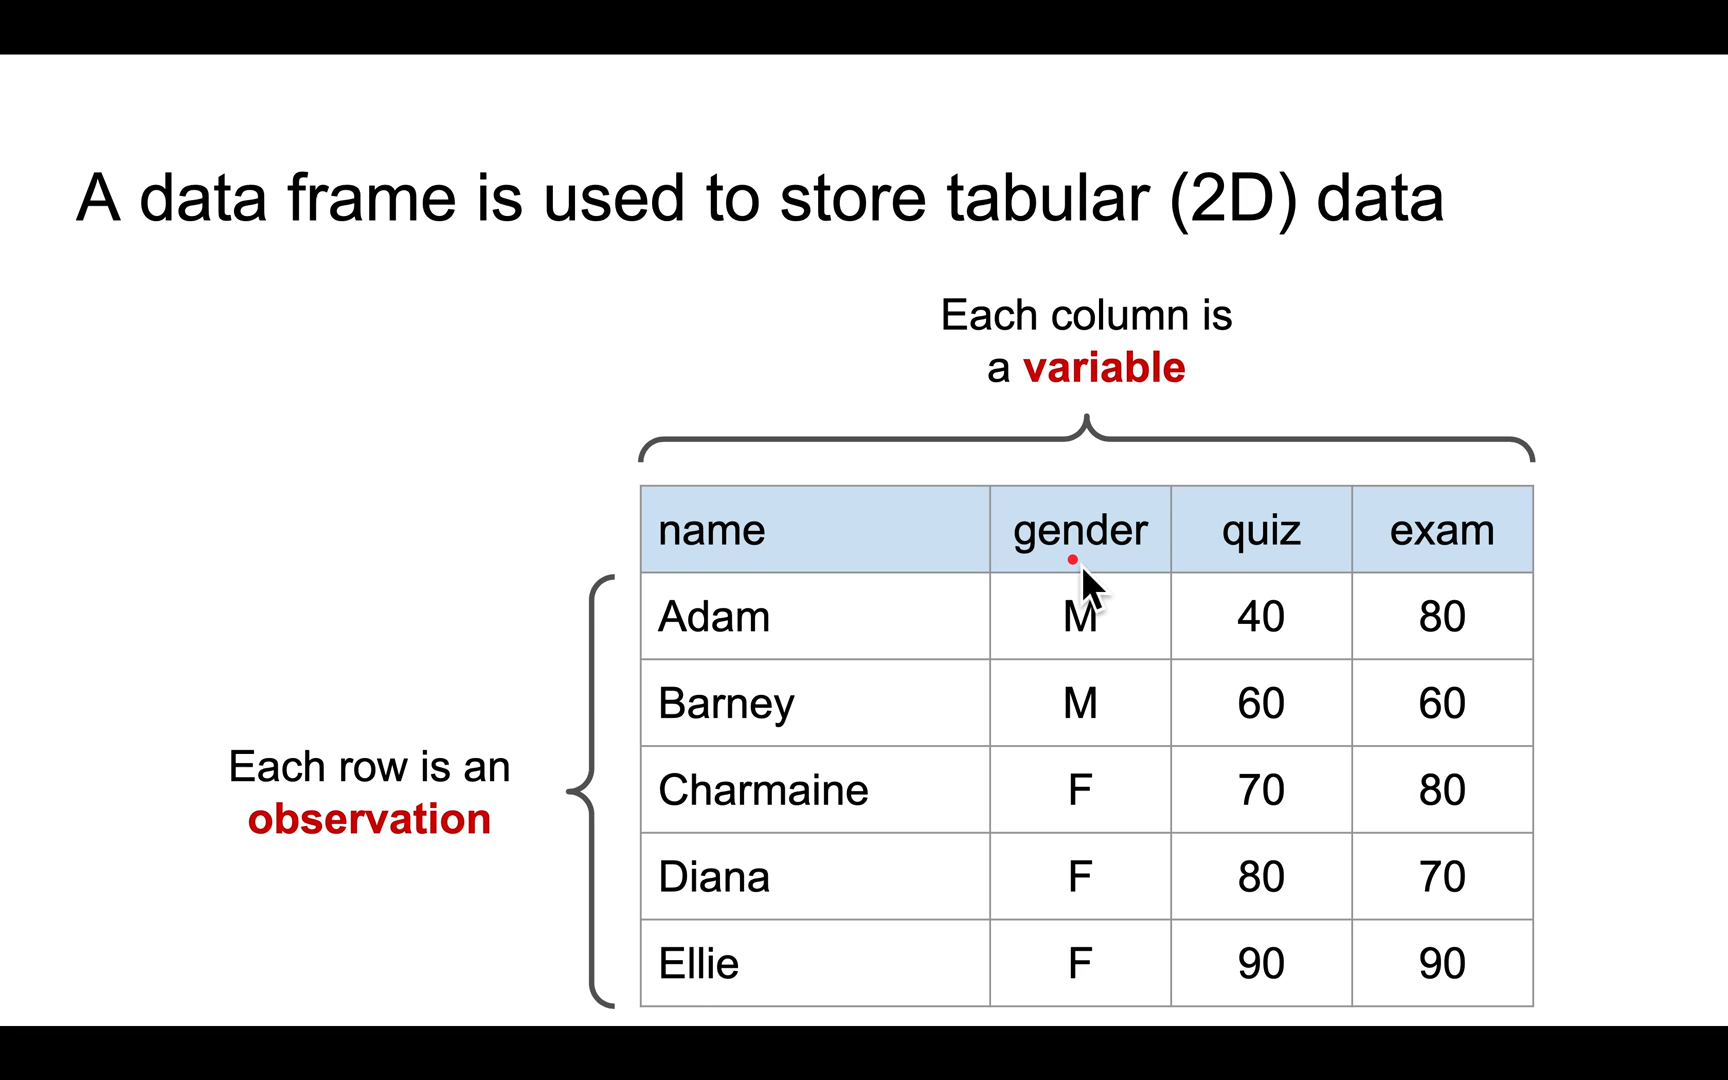 A data frame is used to store tabular (2D) data
Each column is
a variable
name gender quiz exam
Adam M 40 80
Barney M 60 60
Charmaine F 70 80
Diana F 80 70
Ellie F 90 90
Each row is an
observation